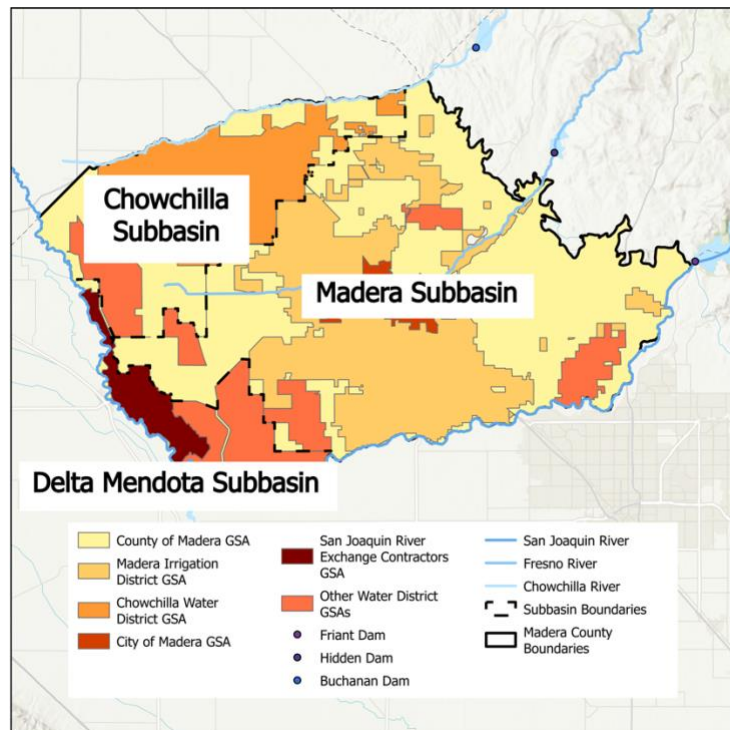 Chowchilla
Subbasin
Madera Subbasin
Delta Mendota Subbasin
County of Madera GSA
Madera Irrigation
District GSA
Chowchilla Water
District GSA
City of Madera GSA
San Joaquin River
Exchange Contractors
GSA
Other Water District
GSAs
Friant Dam
Hidden Dam
Buchanan Dam
San Joaquin River
Fresno River
Chowchilla River
Subbasin Boundaries
Madera County
Boundaries